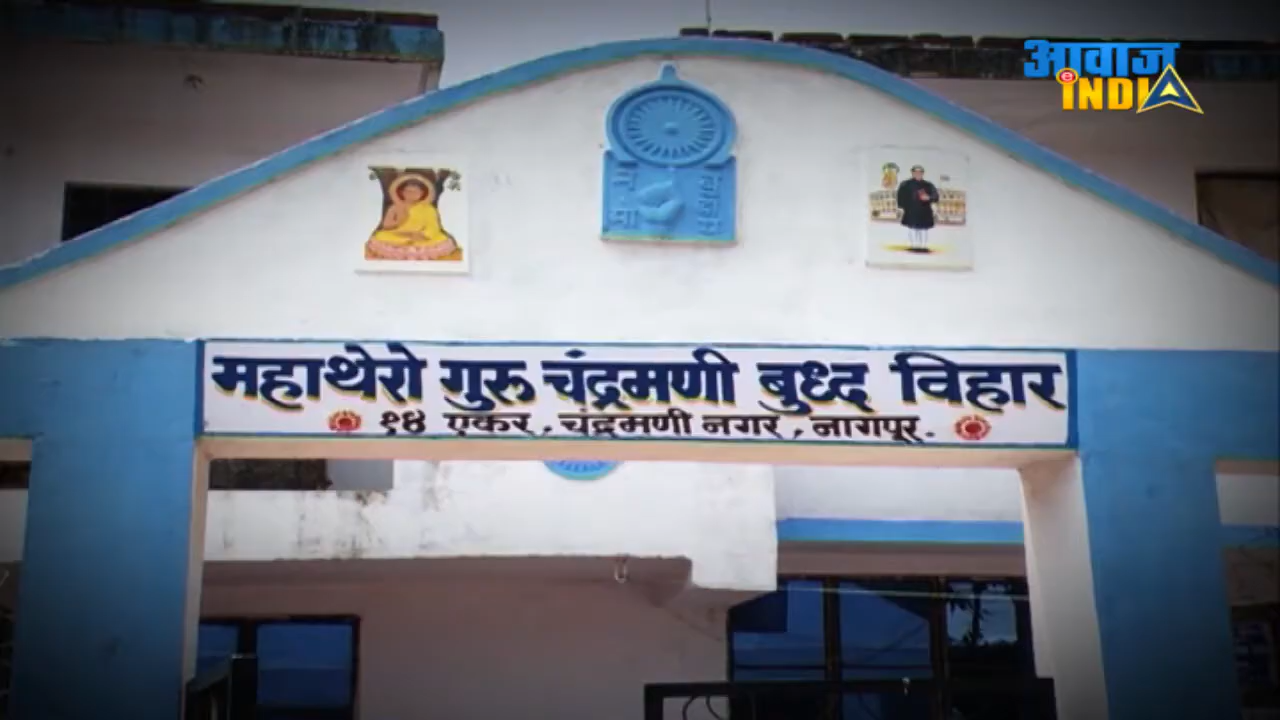 आवाज
e INDIA
महाथेरो गुरू चंद्रमणी बुध्द विहार
१४ एकर, चंद्रमणी नगर, नागपूर.